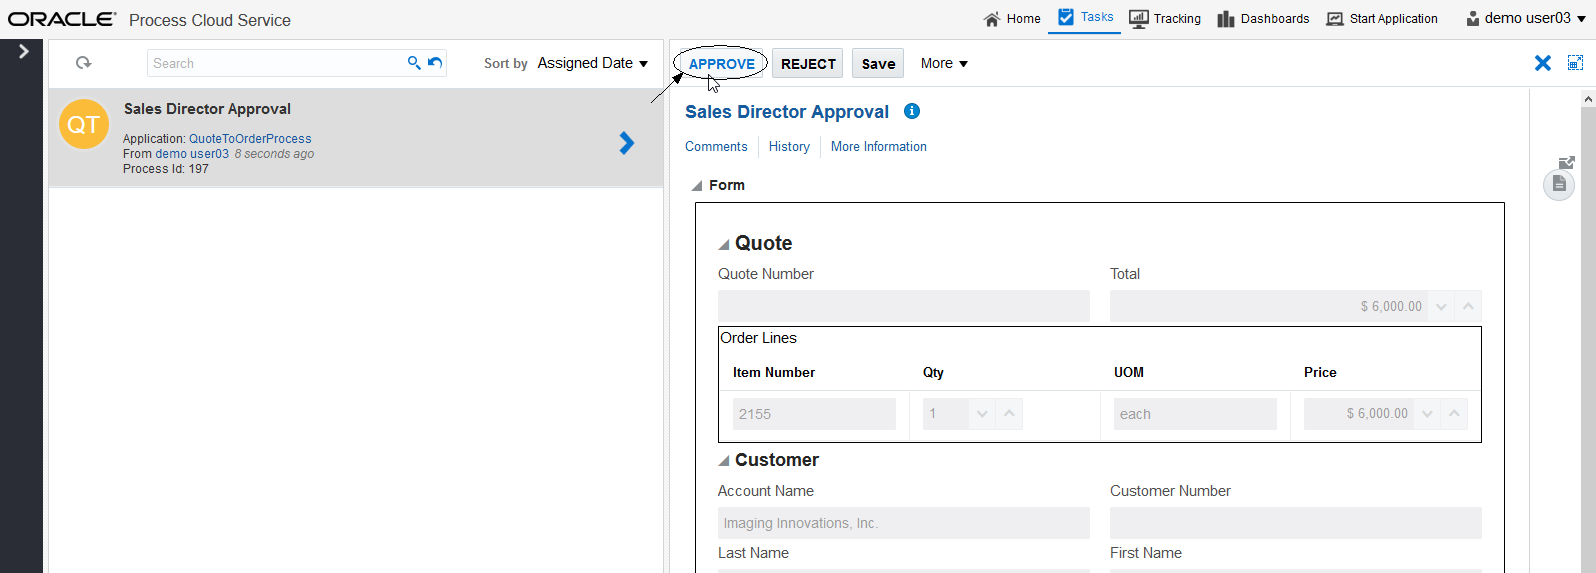 ORACLE Process Cloud Service
Home Tasks Tracking Dashboards Start Application demo user03
Search Sort by Assigned Date
APPROVE REJECT Save More
QT
Sales Director Approval
Application: QuoteToOrderProcess
From demo user03 8 seconds ago
Process Id: 197
Sales Director Approval
Comments History More Information
Form
Quote
Quote Number Total
$ 6,000.00
Order Lines
Item Number Qty UOM Price
2155 1 each $ 6,000.00
Customer
Account Name Customer Number
Imaging Innovations, Inc.
Last Name First Name